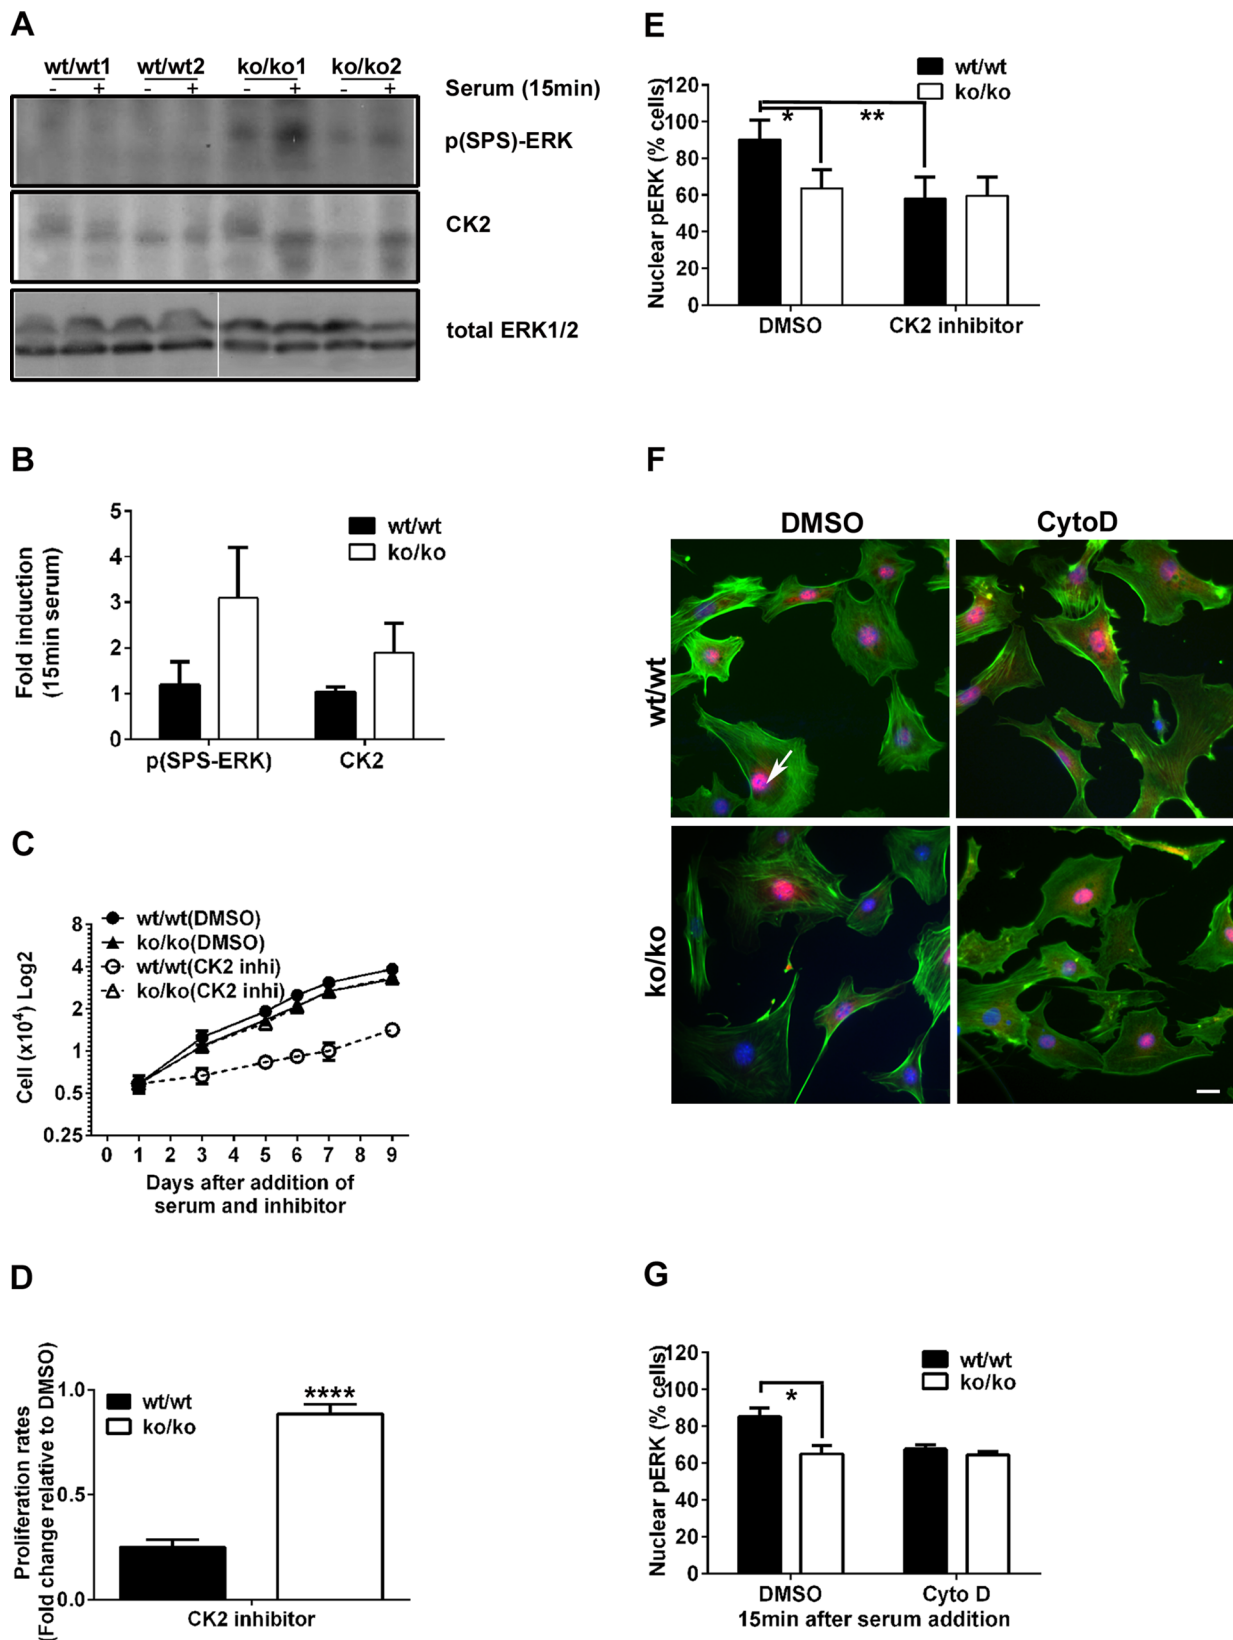 A
wt/wt1 wt/wt2 ko/ko1 ko/ko2
- + - + - + - + Serum (15min)
p(SPS)-ERK
CK2
total ERK1/2
B
Fold induction
(15min serum)
5
4
3
2
1
0
wt/wt
ko/ko
p(SPS-ERK) CK2
C
Cell (x10⁴) Log2
8
4
2
1
0.5
0.25
wt/wt(DMSO)
ko/ko(DMSO)
wt/wt(CK2 inhi)
ko/ko(CK2 inhi)
0 1 2 3 4 5 6 7 8 9
Days after addition of
serum and inhibitor
D
Proliferation rates
(Fold change relative to DMSO)
1.0
0.5
0.0
wt/wt
ko/ko
****
CK2 inhibitor
E
Nuclear pERK (% cells)
120
100
80
60
40
20
0
wt/wt
ko/ko
* **
DMSO CK2 inhibitor
F
DMSO CytoD
wt/wt
ko/ko
G
Nuclear pERK (% cells)
120
100
80
60
40
20
0
wt/wt
ko/ko
*
DMSO Cyto D
15min after serum addition